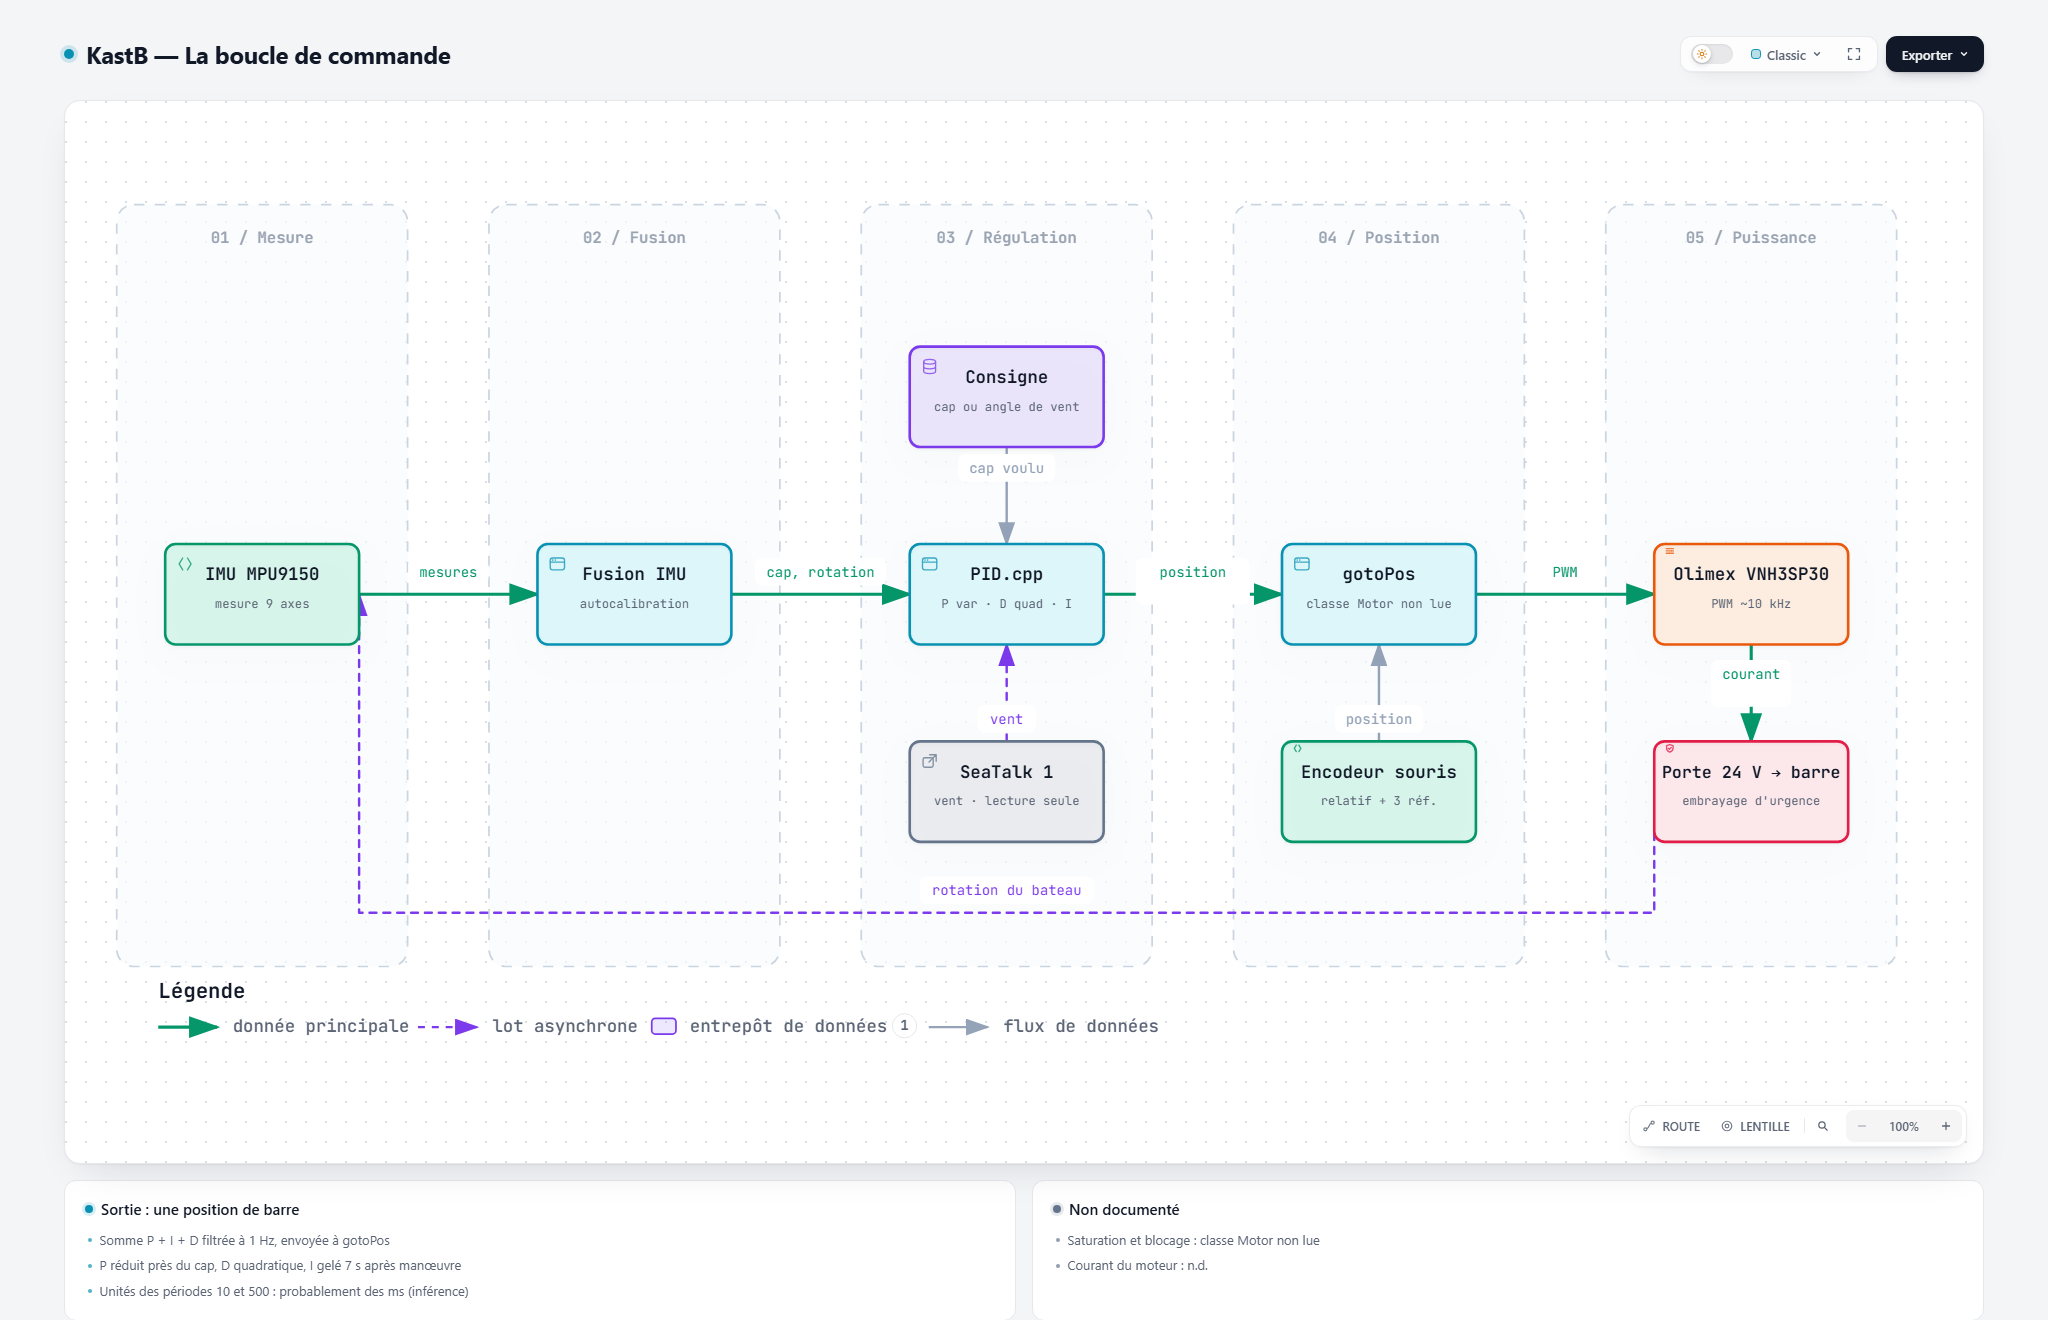 KastB — La boucle de commande
Classic
Exporter
01 / Mesure
02 / Fusion
03 / Régulation
04 / Position
05 / Puissance
Consigne
cap ou angle de vent
cap voulu
IMU MPU9150
mesure 9 axes
mesures
Fusion IMU
autocalibration
cap, rotation
PID.cpp
P var · D quad · I
position
gotoPos
classe Motor non lue
PWM
Olimex VNH3SP30
PWM ~10 kHz
courant
vent
position
SeaTalk 1
vent · lecture seule
Encodeur souris
relatif + 3 réf.
Porte 24 V → barre
embrayage d'urgence
rotation du bateau
Légende
donnée principale
lot asynchrone
entrepôt de données
1
flux de données
ROUTE
LENTILLE
− 100% +
Sortie : une position de barre
• Somme P + I + D filtrée à 1 Hz, envoyée à gotoPos
• P réduit près du cap, D quadratique, I gelé 7 s après manœuvre
• Unités des périodes 10 et 500 : probablement des ms (inférence)
Non documenté
• Saturation et blocage : classe Motor non lue
• Courant du moteur : n.d.